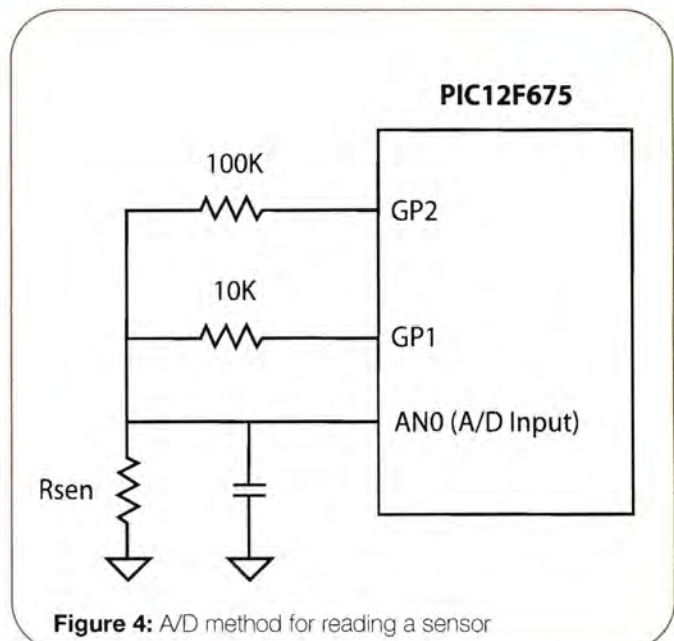 PIC12F675
100K
GP2
10K
GP1
AN0 (A/D Input)
Rsen
Figure 4: A/D method for reading a sensor